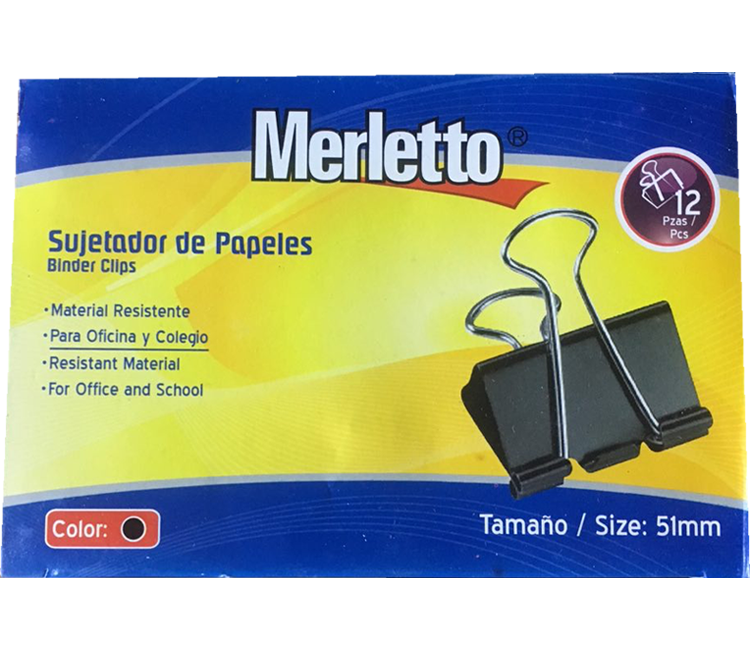 Merletto®
12
Pzas /
Pcs
Sujetador de Papeles
Binder Clips
·Material Resistente
·Para Oficina y Colegio
·Resistant Material
·For Office and School
Color:
Tamaño / Size: 51mm